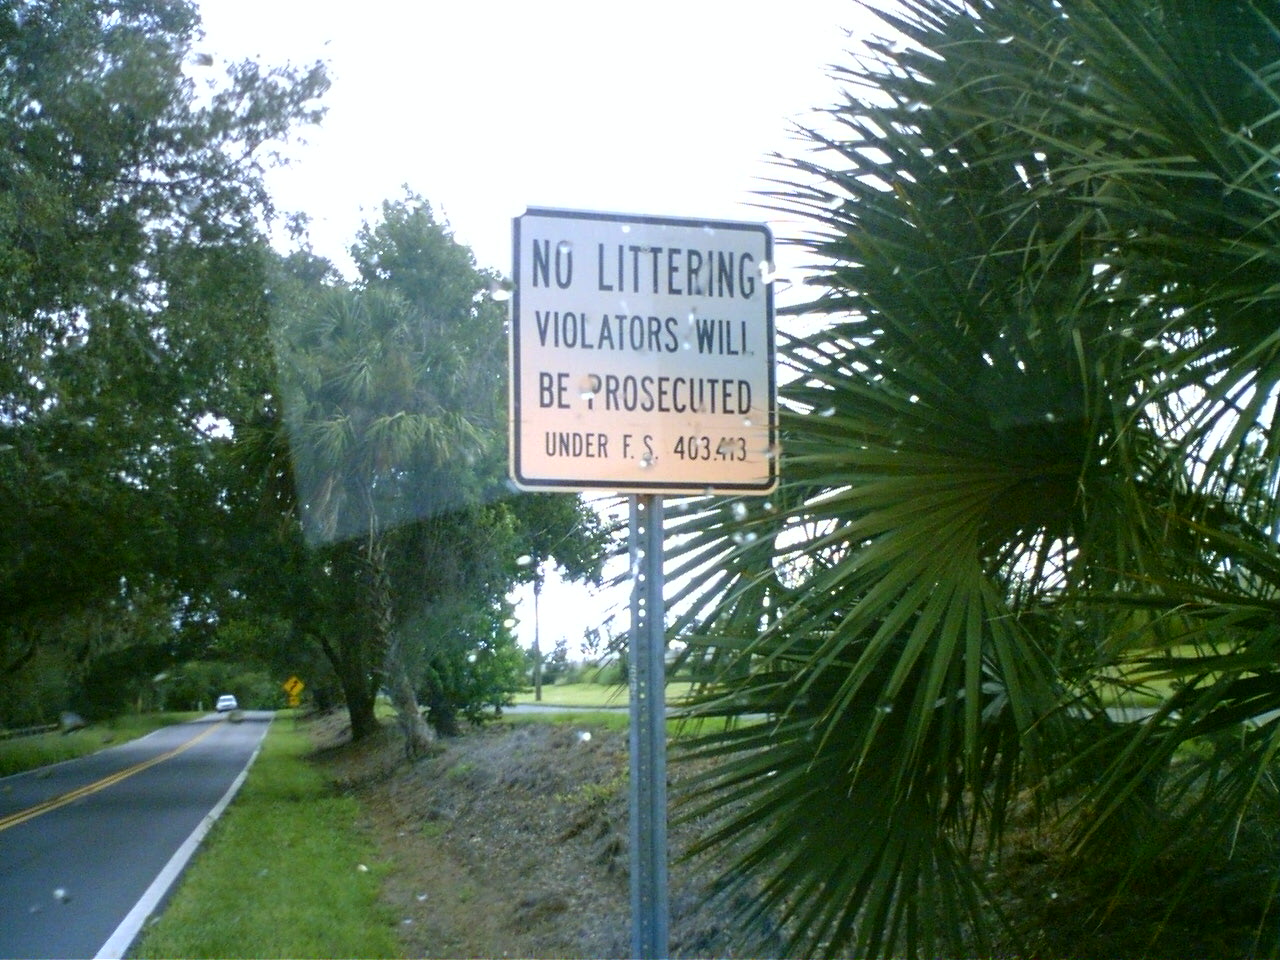 NO LITTERING
VIOLATORS WILL
BE PROSECUTED
UNDER F. S. 403.413